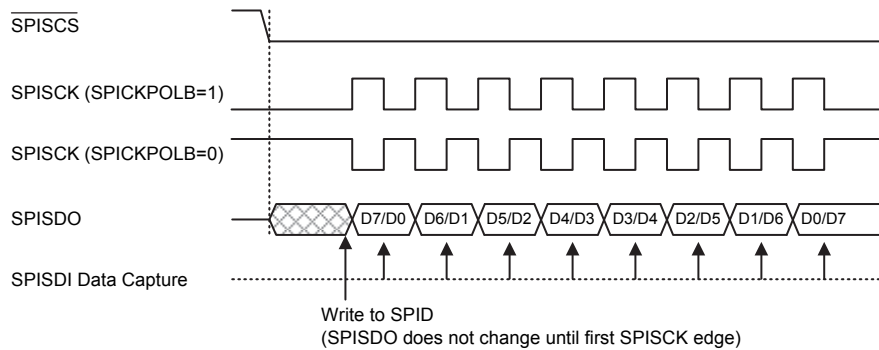 SPISCS
SPISCK (SPICKPOLB=1)
SPISCK (SPICKPOLB=0)
SPISDO
D7/D0 D6/D1 D5/D2 D4/D3 D3/D4 D2/D5 D1/D6 D0/D7
SPISDI Data Capture
Write to SPID
(SPISDO does not change until first SPISCK edge)